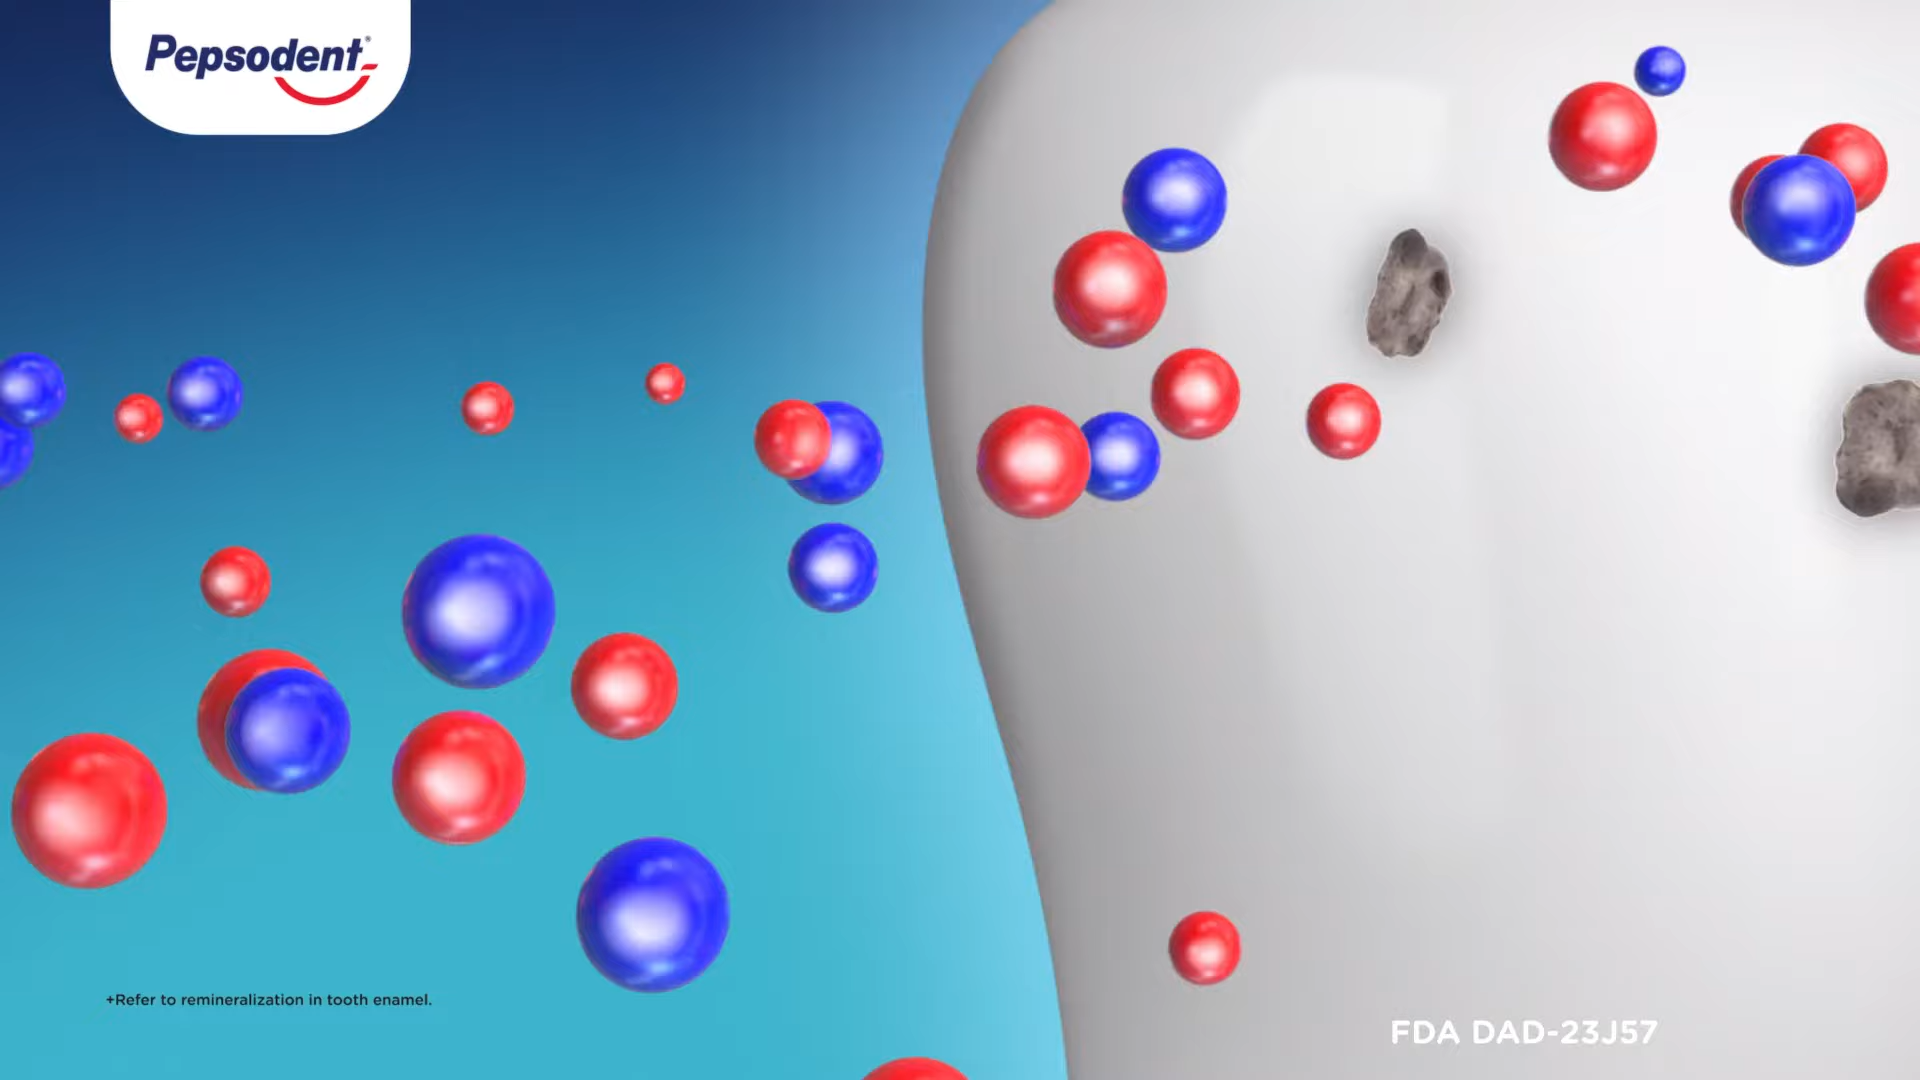 Pepsodent®
+Refer to remineralization in tooth enamel.
FDA DAD-23J57